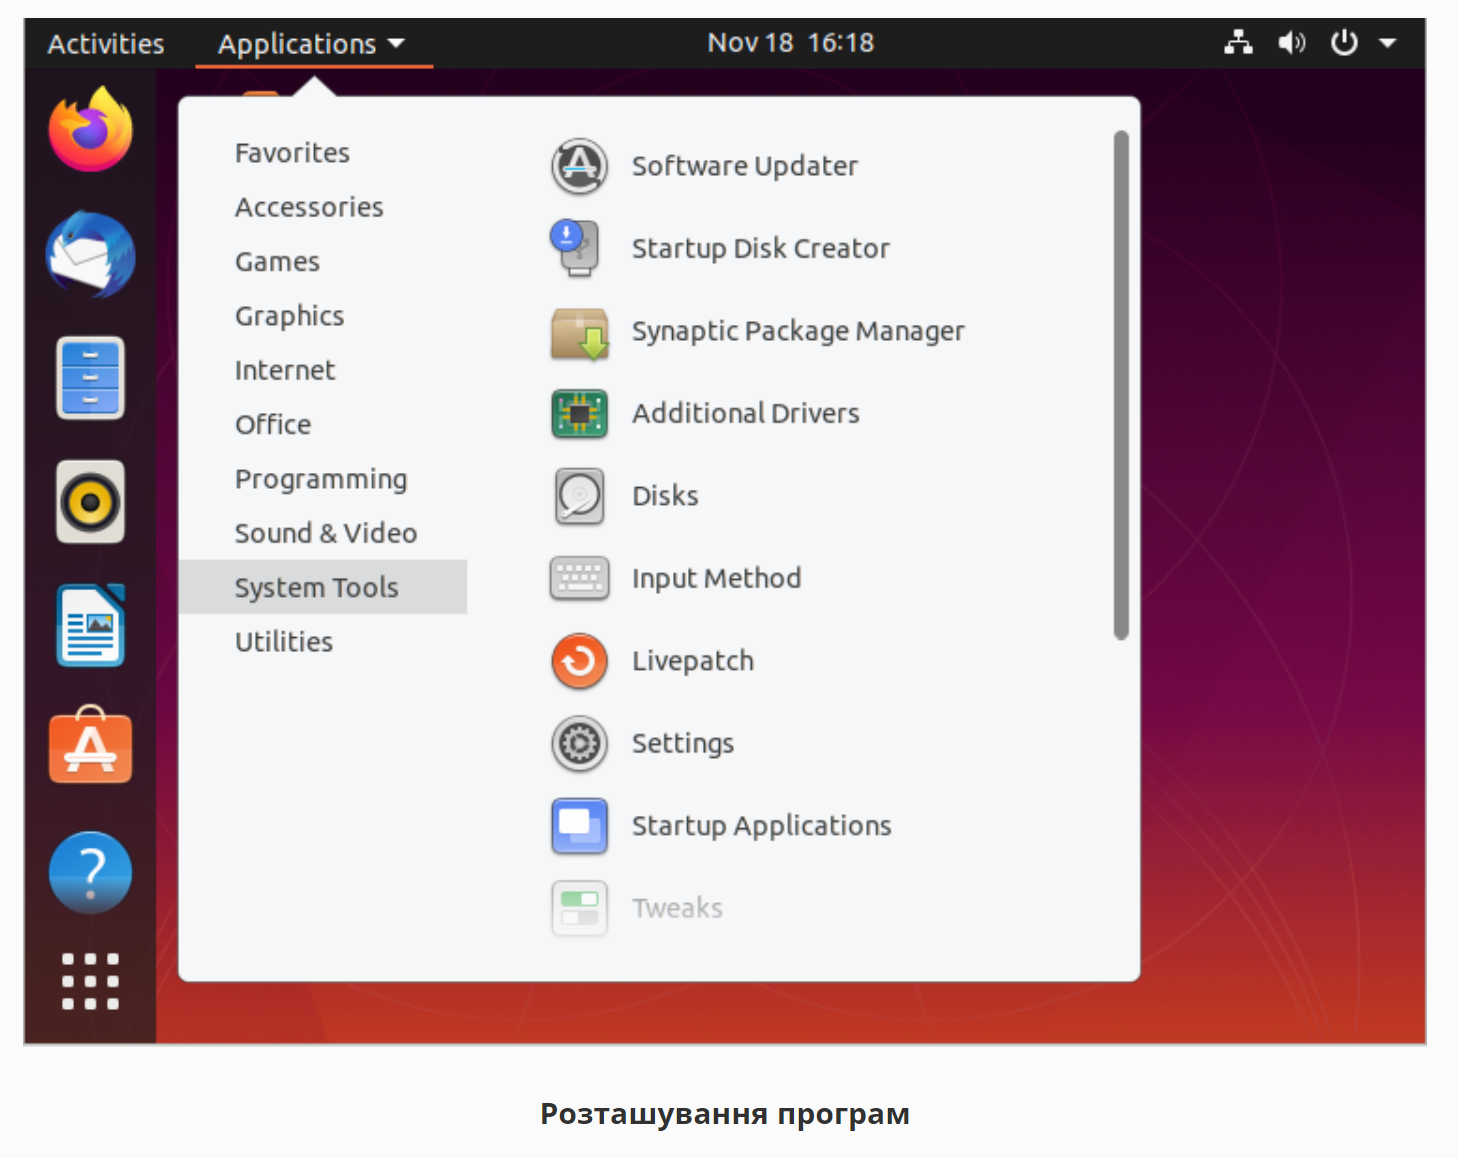 Activities
Applications
Nov 18 16:18
Favorites
Accessories
Games
Graphics
Internet
Office
Programming
Sound & Video
System Tools
Utilities
Software Updater
Startup Disk Creator
Synaptic Package Manager
Additional Drivers
Disks
Input Method
Livepatch
Settings
Startup Applications
Tweaks
Розташування програм